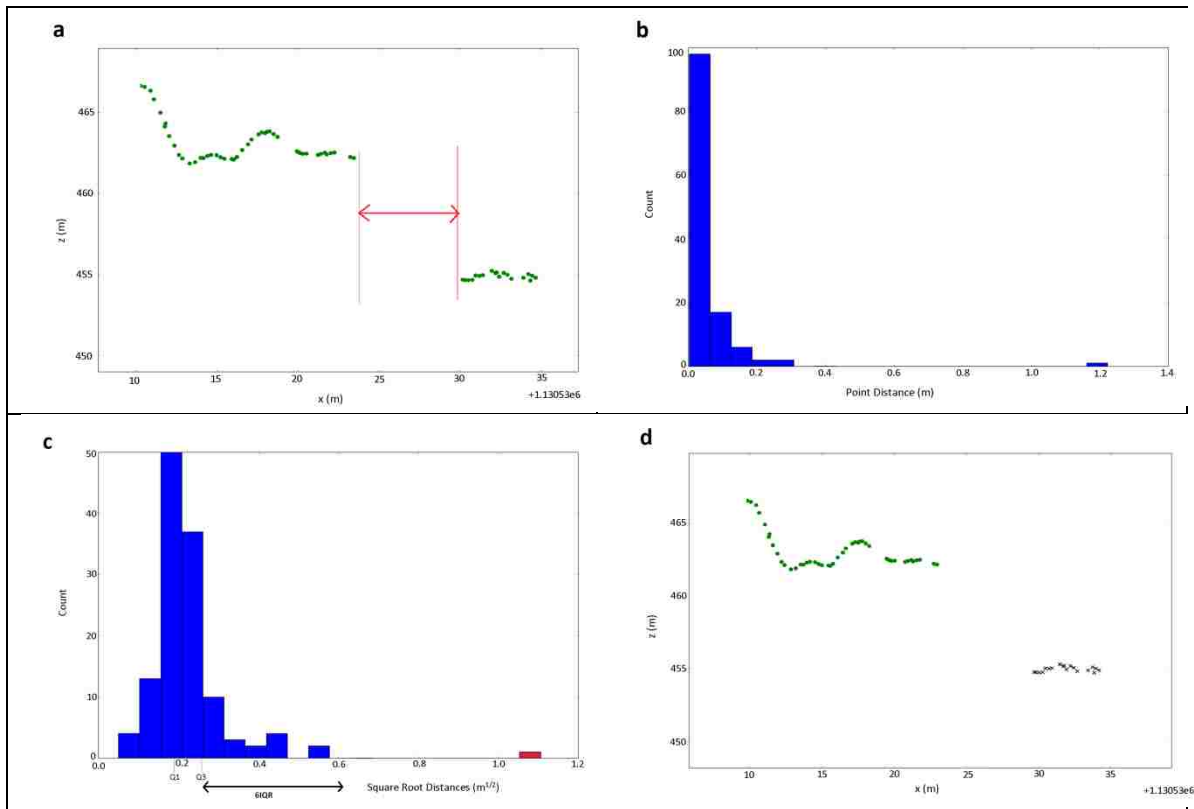 a
465
460
455
450
z (m)
10 15 20 25 30 35
x (m)
+1.13053e6
b
100
80
60
40
20
0
Count
0.0 0.2 0.4 0.6 0.8 1.0 1.2 1.4
Point Distance (m)
c
50
40
30
20
10
0
Count
0.0 0.2 0.4 0.6 0.8 1.0 1.2
Q1 Q3
6IQR
Square Root Distances (m1/2)
d
465
460
455
450
z (m)
10 15 20 25 30 35
x (m)
+1.13053e6